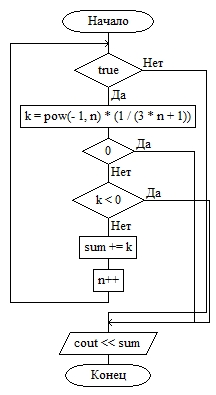 Начало
true
Нет
Да
k = pow(- 1, n) * (1 / (3 * n + 1))
0
Да
Нет
k < 0
Да
Нет
sum += k
n++
cout << sum
Конец